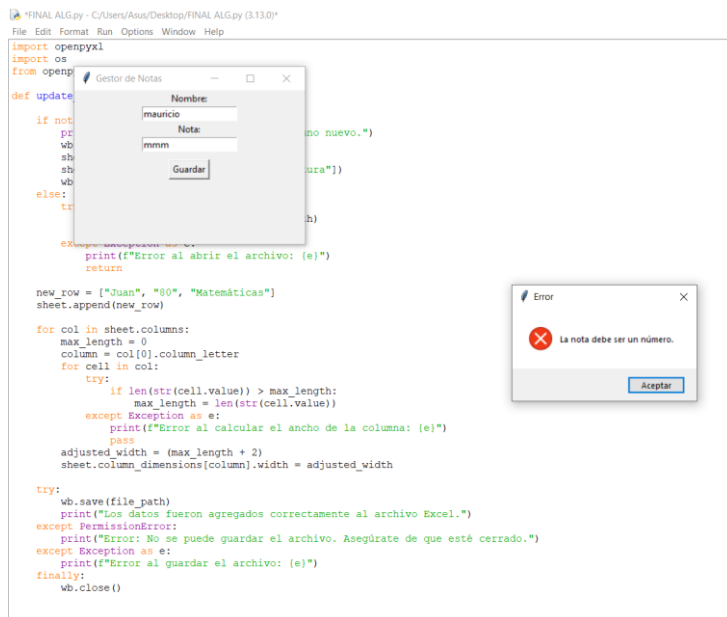 *FINAL ALG.py - C:/Users/Asus/Desktop/FINAL ALG.py (3.13.0)*
File Edit Format Run Options Window Help
import openpyxl
import os
from openp
def update
if not
pr
no nuevo.")
wb
sh
sh
ura"])
wb
else:
tr
h)
except Exception as e:
print(f"Error al abrir el archivo: {e}")
return
Gestor de Notas
Nombre:
mauricio
Nota:
mmm
Guardar
new_row = ["Juan", "80", "Matemáticas"]
sheet.append(new_row)
for col in sheet.columns:
max_length = 0
column = col[0].column_letter
for cell in col:
try:
if len(str(cell.value)) > max_length:
max_length = len(str(cell.value))
except Exception as e:
print(f"Error al calcular el ancho de la columna: {e}")
pass
adjusted_width = (max_length + 2)
sheet.column_dimensions[column].width = adjusted_width
Error
La nota debe ser un número.
Aceptar
try:
wb.save(file_path)
print("Los datos fueron agregados correctamente al archivo Excel.")
except PermissionError:
print("Error: No se puede guardar el archivo. Asegúrate de que esté cerrado.")
except Exception as e:
print(f"Error al guardar el archivo: {e}")
finally:
wb.close()